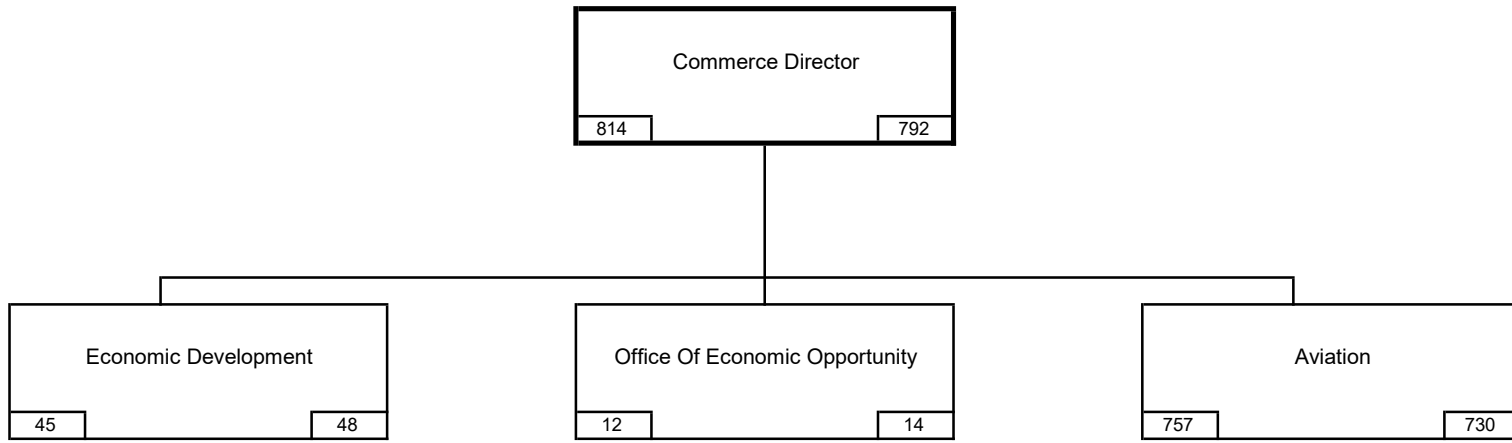 Commerce Director
814 792
Economic Development
45 48
Office Of Economic Opportunity
12 14
Aviation
757 730